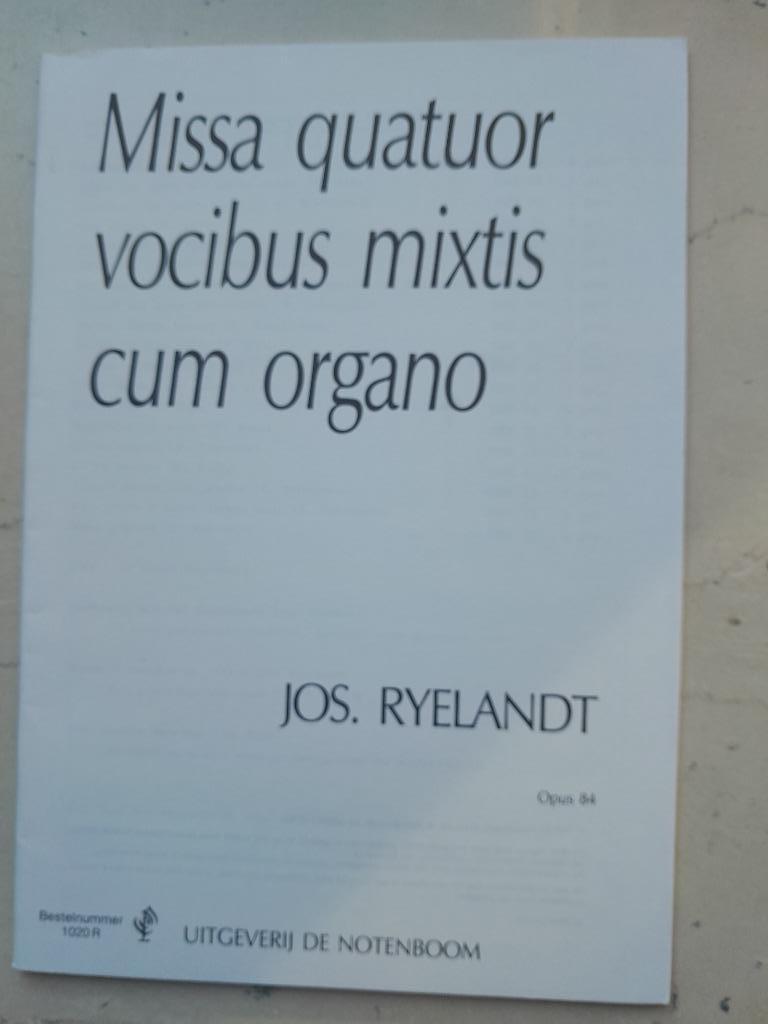 Missa quatuor
vocibus mixtis
cum organo
JOS. RYELANDT
Opus 84
Bestelnummer
1020 R
UITGEVERIJ DE NOTENBOOM